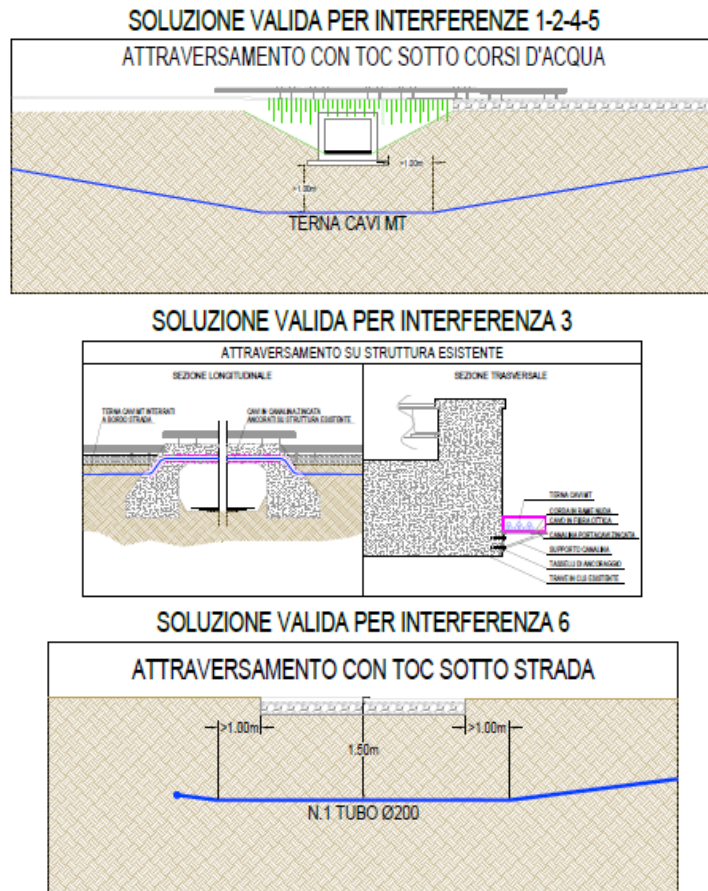 SOLUZIONE VALIDA PER INTERFERENZE 1-2-4-5
ATTRAVERSAMENTO CON TOC SOTTO CORSI D'ACQUA
>1.00m
>1.00m
TERNA CAVI MT
SOLUZIONE VALIDA PER INTERFERENZA 3
ATTRAVERSAMENTO SU STRUTTURA ESISTENTE
SEZIONE LONGITUDINALE
TERNA CAVI MT INTERRATI
A BORDO STRADA
CAVI IN CANALINA ZINCATA
ANCORATI SU STRUTTURA ESISTENTE
SEZIONE TRASVERSALE
TERNA CAVI MT
CORDA IN RAME NUDA
CAVO IN FIBRA OTTICA
CANALINA PORTACAVI ZINCATA
SUPPORTO CANALINA
TASSELLI DI ANCORAGGIO
TRAVE IN CLS ESISTENTE
SOLUZIONE VALIDA PER INTERFERENZA 6
ATTRAVERSAMENTO CON TOC SOTTO STRADA
>1.00m
>1.00m
1.50m
N.1 TUBO Ø200